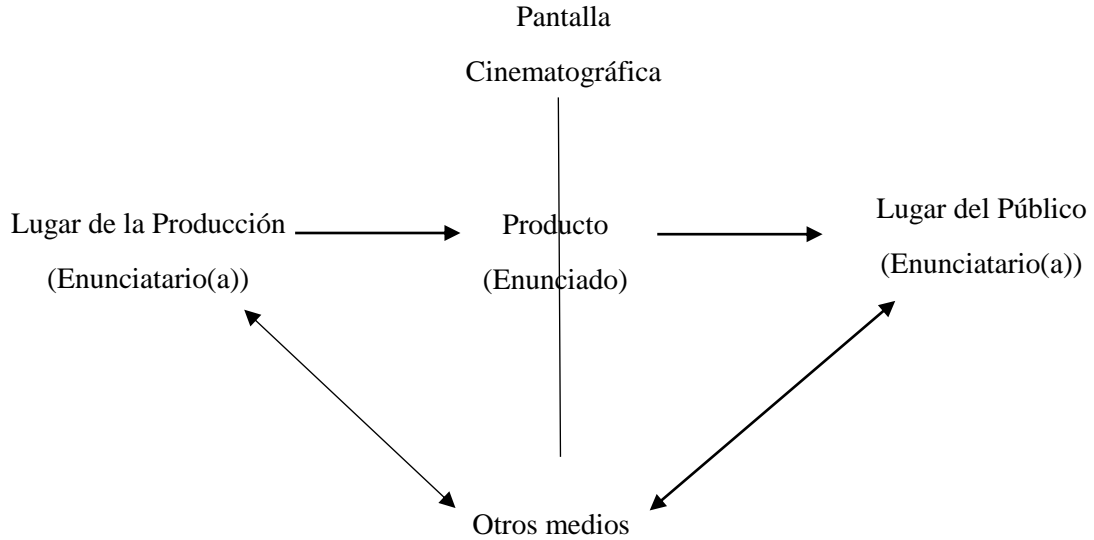 Pantalla
Cinematográfica
Lugar de la Producción
(Enunciatario(a))
Producto
(Enunciado)
Lugar del Público
(Enunciatario(a))
Otros medios